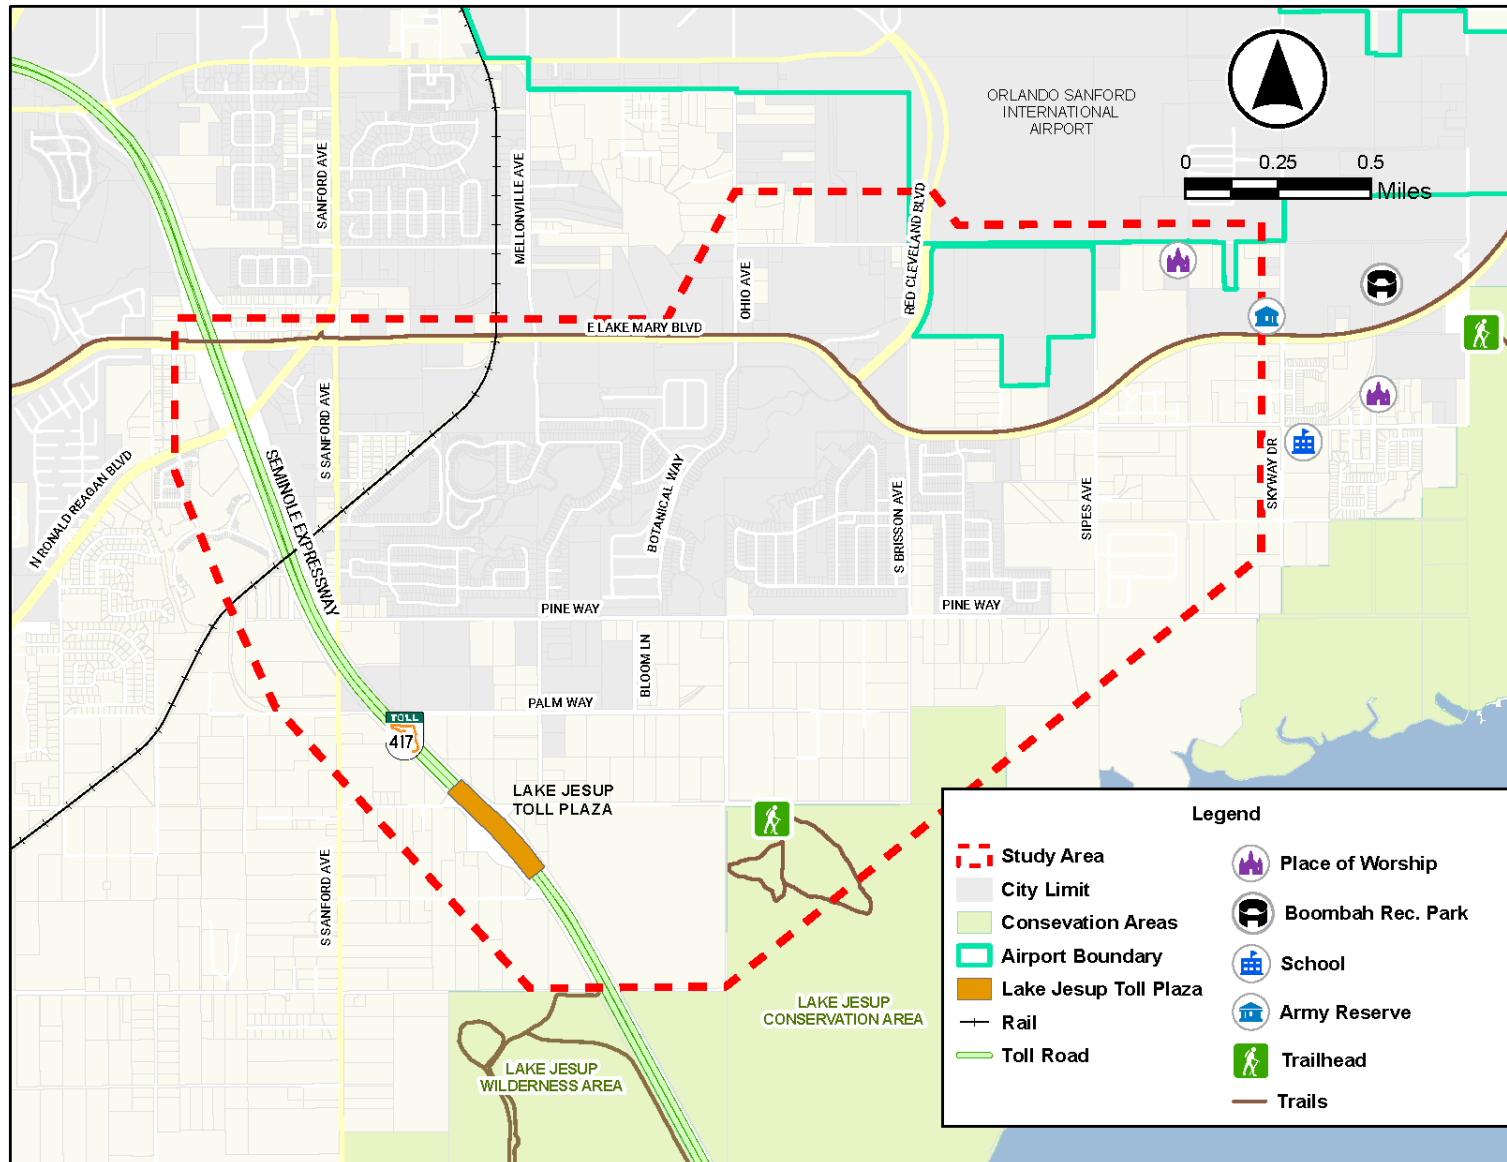 ORLANDO SANFORD
INTERNATIONAL
AIRPORT
0 0.25 0.5
Miles
SANFORD AVE
MELLONVILLE AVE
RED CLEVELAND BLVD
OHIO AVE
E LAKE MARY BLVD
S SANFORD AVE
N RONALD REAGAN BLVD
SEMINOLE EXPRESSWAY
BOTANICAL WAY
S BRISSON AVE
SIPES AVE
SKYWAY DR
PINE WAY
PINE WAY
BLOOM LN
PALM WAY
TOLL
417
LAKE JESUP
TOLL PLAZA
S SANFORD AVE
LAKE JESUP
CONSERVATION AREA
LAKE JESUP
WILDERNESS AREA
Legend
Study Area
City Limit
Consevation Areas
Airport Boundary
Lake Jesup Toll Plaza
Rail
Toll Road
Place of Worship
Boombah Rec. Park
School
Army Reserve
Trailhead
Trails